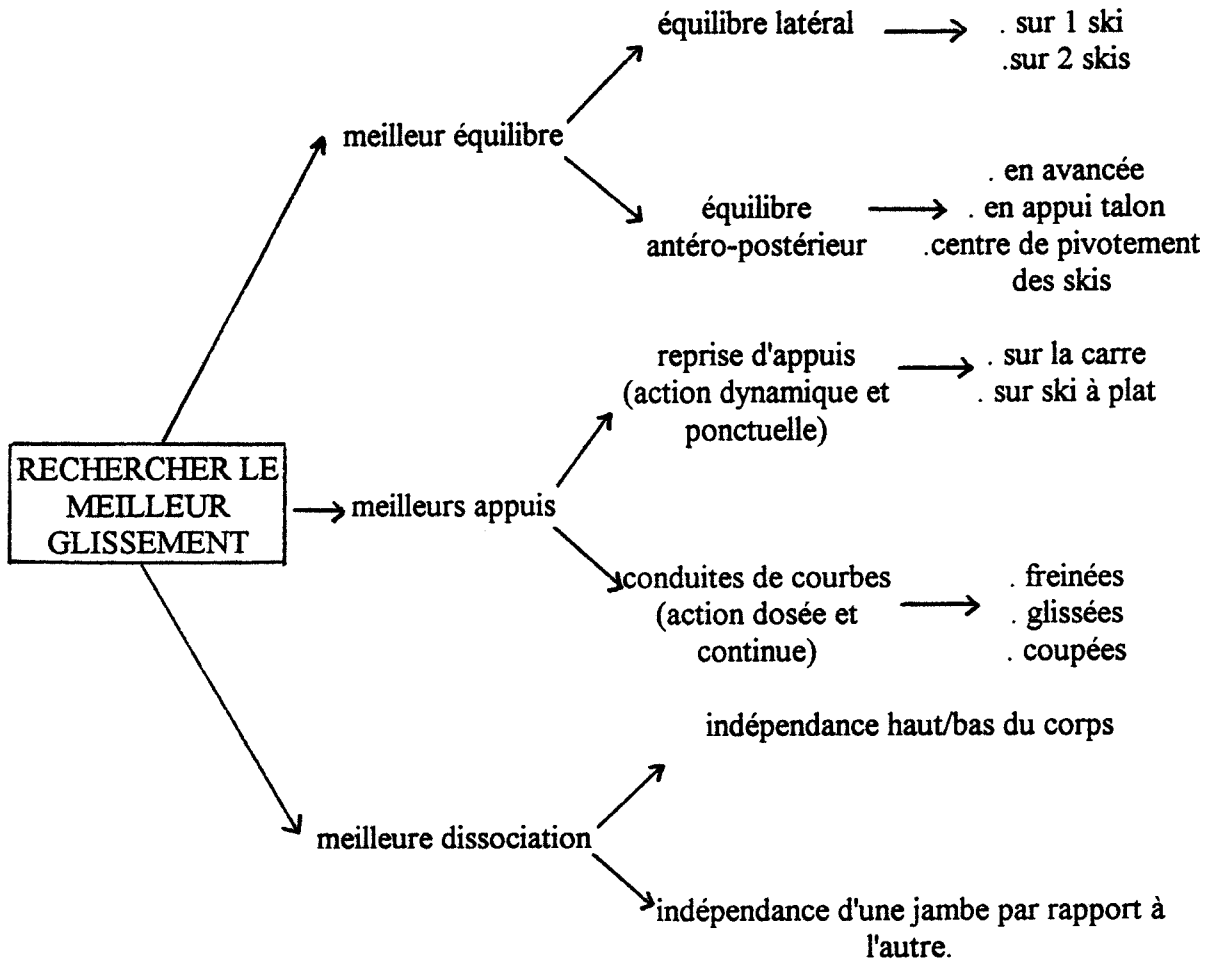 équilibre latéral
. sur 1 ski
.sur 2 skis
meilleur équilibre
équilibre
antéro-postérieur
. en avancée
. en appui talon
.centre de pivotement
des skis
reprise d'appuis
(action dynamique et
ponctuelle)
. sur la carre
. sur ski à plat
RECHERCHER LE
MEILLEUR
GLISSEMENT
meilleurs appuis
conduites de courbes
(action dosée et
continue)
. freinées
. glissées
. coupées
indépendance haut/bas du corps
meilleure dissociation
indépendance d'une jambe par rapport à
l'autre.